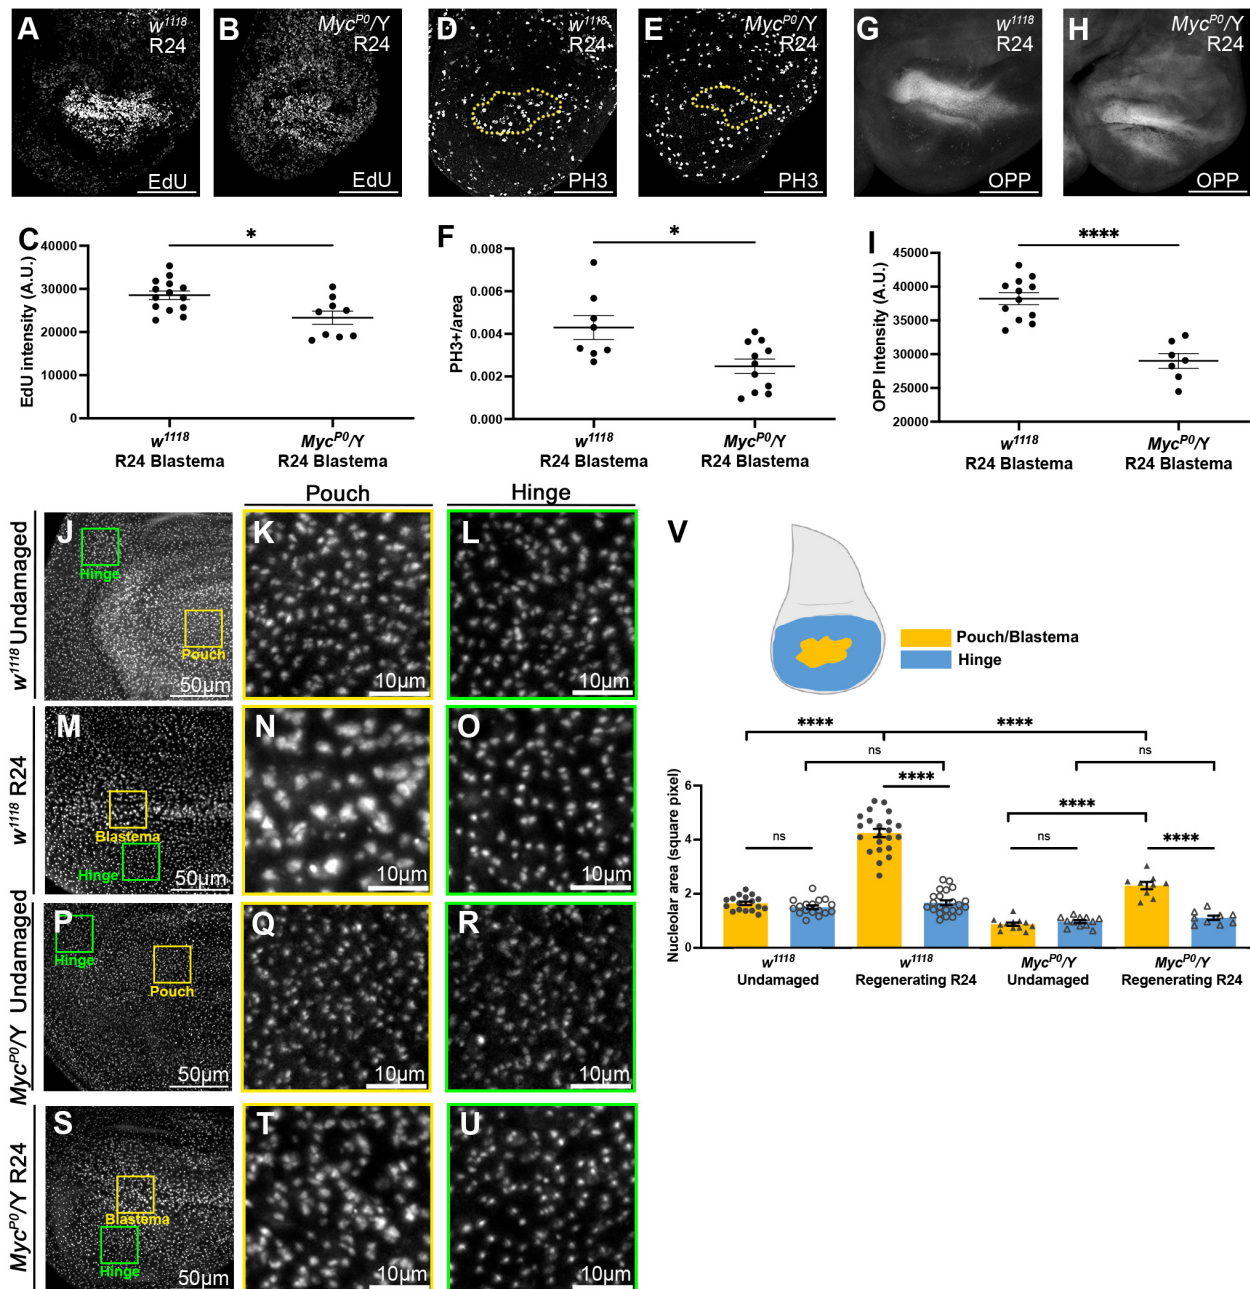 A
w1118
R24
EdU
B
MycP0/Y
R24
EdU
D
w1118
R24
PH3
E
MycP0/Y
R24
PH3
G
w1118
R24
OPP
H
MycP0/Y
R24
OPP
C
EdU intensity (A.U.)
40000
30000
20000
10000
0
*
w1118
R24 Blastema
MycP0/Y
R24 Blastema
F
PH3+/area
0.008
0.006
0.004
0.002
0.000
*
w1118
R24 Blastema
MycP0/Y
R24 Blastema
I
OPP Intensity (A.U.)
45000
40000
35000
30000
25000
20000
****
w1118
R24 Blastema
MycP0/Y
R24 Blastema
Pouch
Hinge
w1118 Undamaged
J
Hinge
Pouch
50µm
K
10µm
L
10µm
w1118 R24
M
Blastema
Hinge
50µm
N
10µm
O
10µm
MycP0/Y Undamaged
P
Hinge
Pouch
50µm
Q
10µm
R
10µm
MycP0/Y R24
S
Blastema
Hinge
50µm
T
10µm
U
10µm
V
Pouch/Blastema
Hinge
Nucleolar area (square pixel)
6
4
2
0
****
****
ns
ns
****
****
ns
ns
****
w1118
Undamaged
w1118
Regenerating R24
MycP0/Y
Undamaged
MycP0/Y
Regenerating R24